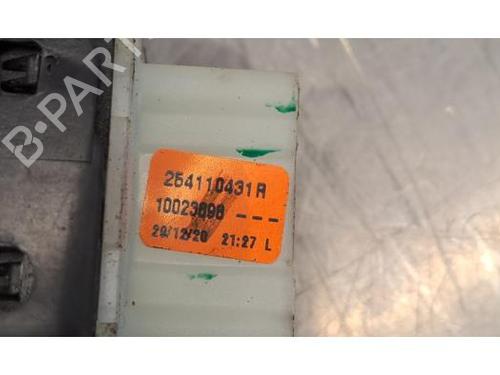 B-PARTS
254110431R
10023898 ---
29/12/20 21:27 L